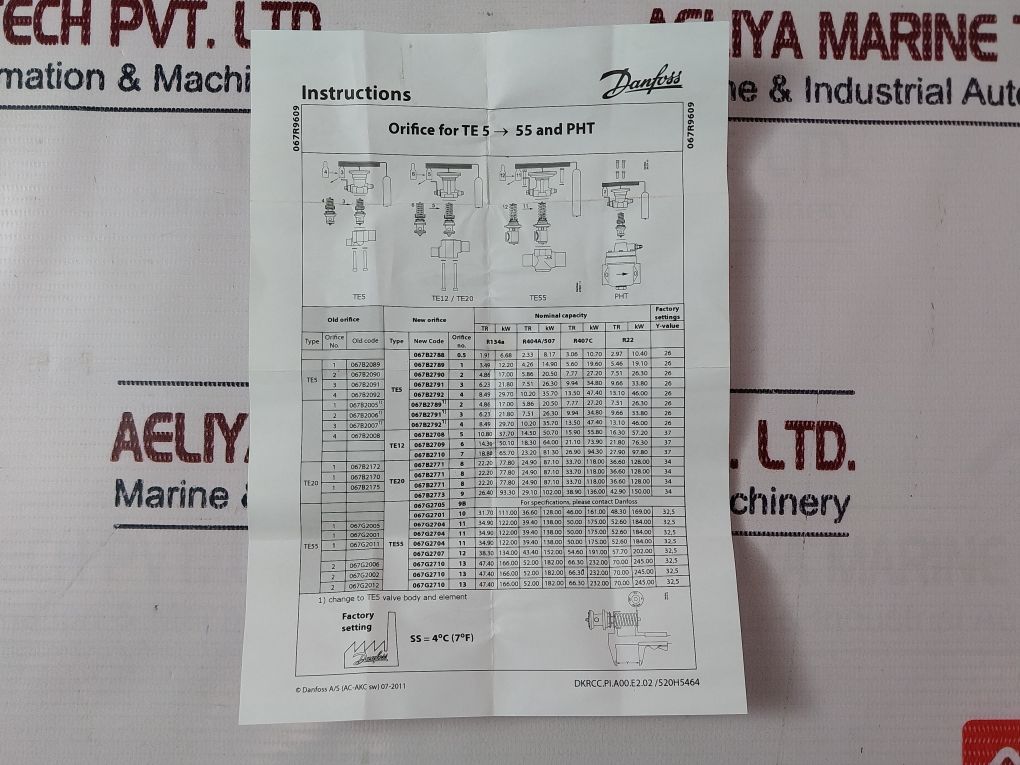 TECH PVT. LTD
AELIYA MARINE
mation & Machi
ne & Industrial Auto
Instructions
Danfoss
067R9609
067R9609
Orifice for TE 5 → 55 and PHT
TE5 TE12 / TE20 TE55 PHT
Old orifice New orifice Nominal capacity Factory settings
TR kW TR kW TR kW TR kW Y-value
Type Orifice No. Old code Type New Code Orifice no. R134a R404A/507 R407C R22
067B2788 0.5 1.91 6.68 2.33 8.17 3.06 10.70 2.97 10.40 26
TE5 1 067B2089 TE5 067B2789 1 3.49 12.20 4.26 14.90 5.60 19.60 5.46 19.10 26
2 067B2090 067B2790 2 4.86 17.00 5.86 20.50 7.77 27.20 7.51 26.30 26
3 067B2091 067B2791 3 6.23 21.80 7.51 26.30 9.94 34.80 9.66 33.80 26
4 067B2092 067B2792 4 8.49 29.70 10.20 35.70 13.50 47.40 13.10 46.00 26
1 067B2005 1) 067B2789 1) 2 4.86 17.00 5.86 20.50 7.77 27.20 7.51 26.30 26
2 067B2006 1) 067B2791 1) 3 6.23 21.80 7.51 26.30 9.94 34.80 9.66 33.80 26
3 067B2007 1) 067B2792 1) 4 8.49 29.70 10.20 35.70 13.50 47.40 13.10 46.00 26
4 067B2008 TE12 067B2708 5 10.80 37.70 14.50 50.70 15.90 55.80 16.30 57.20 37
067B2709 6 14.30 50.10 18.30 64.00 21.10 73.90 21.80 76.30 37
067B2710 7 18.80 65.70 23.20 81.30 26.90 94.30 27.90 97.80 37
TE20 1 067B2172 TE20 067B2771 8 22.20 77.80 24.90 87.10 33.70 118.00 36.60 128.00 34
1 067B2170 067B2771 8 22.20 77.80 24.90 87.10 33.70 118.00 36.60 128.00 34
1 067B2175 067B2771 8 22.20 77.80 24.90 87.10 33.70 118.00 36.60 128.00 34
067B2773 9 26.40 93.30 29.10 102.00 38.90 136.00 42.90 150.00 34
067G2705 9B For specifications, please contact Danfoss
067G2701 10 31.70 111.00 36.60 128.00 46.00 161.00 48.30 169.00 32,5
TE55 1 067G2005 TE55 067G2704 11 34.90 122.00 39.40 138.00 50.00 175.00 52.60 184.00 32,5
1 067G2001 067G2704 11 34.90 122.00 39.40 138.00 50.00 175.00 52.60 184.00 32,5
1 067G2011 067G2704 11 34.90 122.00 39.40 138.00 50.00 175.00 52.60 184.00 32,5
067G2707 12 38.30 134.00 43.40 152.00 54.60 191.00 57.70 202.00 32,5
2 067G2006 067G2710 13 47.40 166.00 52.00 182.00 66.30 232.00 70.00 245.00 32,5
2 067G2002 067G2710 13 47.40 166.00 52.00 182.00 66.30 232.00 70.00 245.00 32,5
2 067G2012 067G2710 13 47.40 166.00 52.00 182.00 66.30 232.00 70.00 245.00 32,5
1) change to TE5 valve body and element
Factory
setting
Danfoss
SS = 4°C (7°F)
© Danfoss A/S (AC-AKC sw) 07-2011
DKRCC.PI.A00.E2.02 /520H5464
AELIY
. LTD.
Marine
chinery